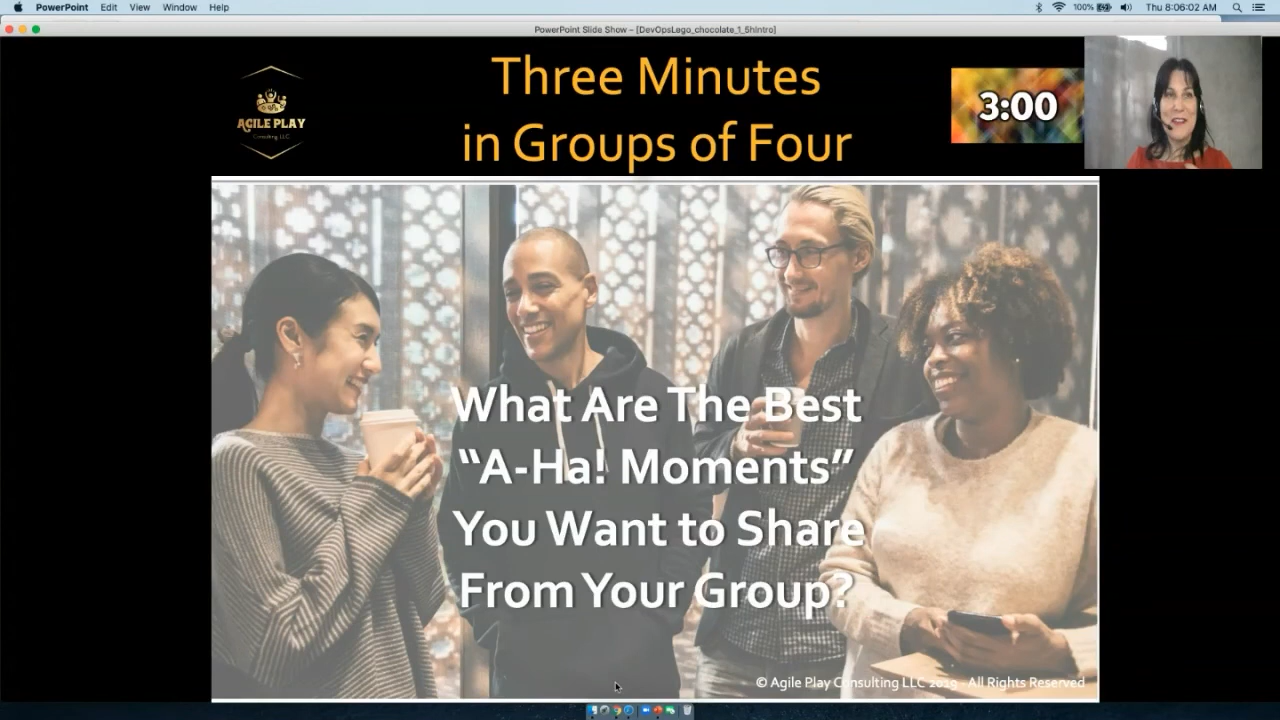 PowerPoint Edit View Window Help 100% Thu 8:06:02 AM
PowerPoint Slide Show - [DevOpsLego_chocolate_1_5hIntro]
Three Minutes
in Groups of Four
AGILE PLAY
Consulting LLC
3:00
What Are The Best
“A-Ha! Moments”
You Want to Share
From Your Group?
© Agile Play Consulting LLC 2019 - All Rights Reserved